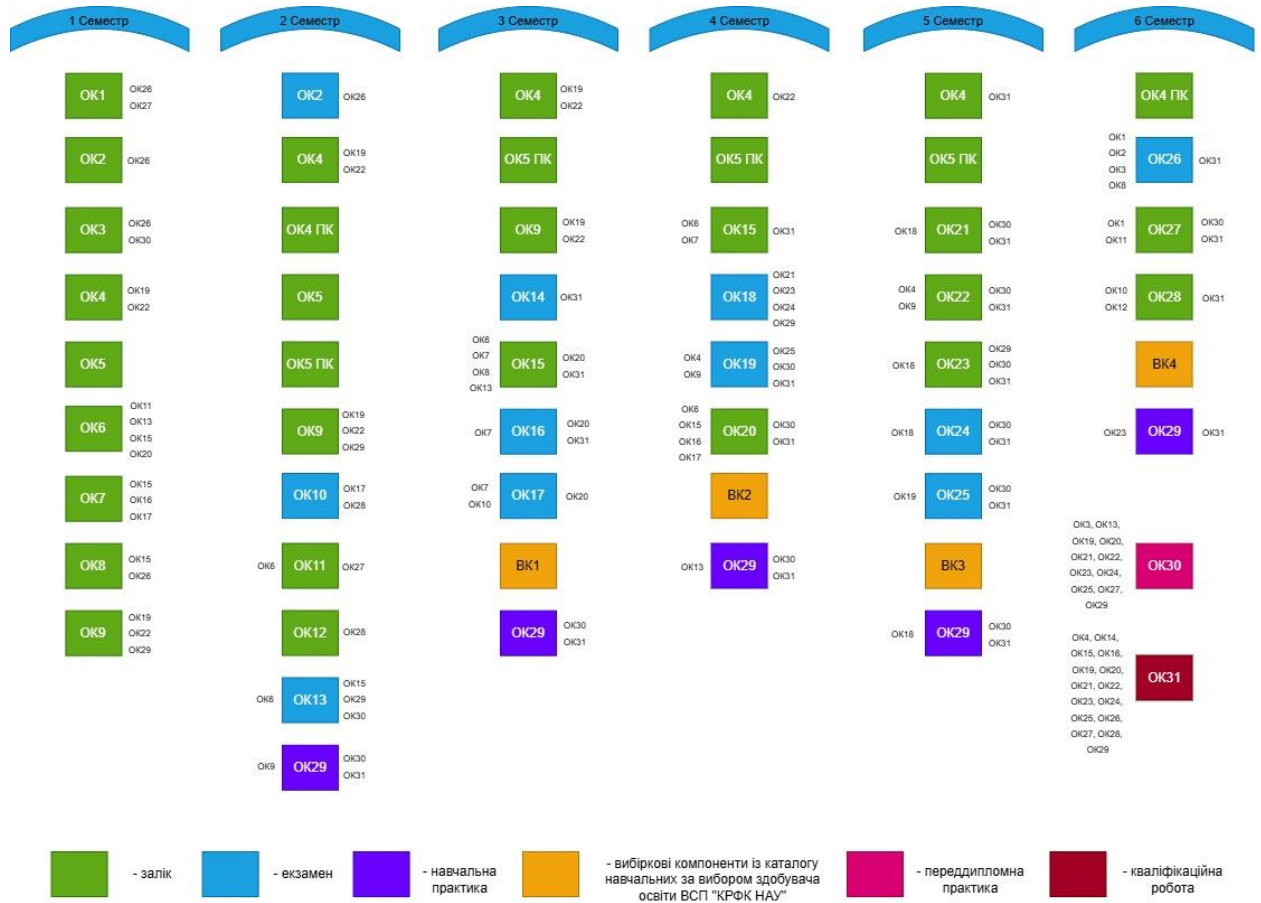 1 Семестр
ОК1
ОК26
ОК27
ОК2
ОК26
ОК3
ОК26
ОК30
ОК4
ОК19
ОК22
ОК5
ОК6
ОК11
ОК13
ОК15
ОК20
ОК7
ОК15
ОК16
ОК17
ОК8
ОК15
ОК26
ОК9
ОК19
ОК22
ОК29
2 Семестр
ОК2
ОК26
ОК4
ОК19
ОК22
ОК4 ПК
ОК5
ОК5 ПК
ОК9
ОК19
ОК22
ОК29
ОК10
ОК17
ОК28
ОК6
ОК11
ОК27
ОК12
ОК28
ОК6
ОК13
ОК15
ОК29
ОК30
ОК9
ОК29
ОК30
ОК31
3 Семестр
ОК4
ОК19
ОК22
ОК5 ПК
ОК9
ОК19
ОК22
ОК14
ОК31
ОК6
ОК7
ОК8
ОК13
ОК15
ОК20
ОК31
ОК7
ОК16
ОК20
ОК31
ОК7
ОК10
ОК17
ОК20
ВК1
ОК29
ОК30
ОК31
4 Семестр
ОК4
ОК22
ОК5 ПК
ОК6
ОК7
ОК15
ОК31
ОК18
ОК21
ОК23
ОК24
ОК29
ОК4
ОК9
ОК19
ОК25
ОК30
ОК31
ОК6
ОК15
ОК16
ОК17
ОК20
ОК30
ОК31
ВК2
ОК13
ОК29
ОК30
ОК31
5 Семестр
ОК4
ОК31
ОК5 ПК
ОК18
ОК21
ОК30
ОК31
ОК4
ОК9
ОК22
ОК30
ОК31
ОК18
ОК23
ОК29
ОК30
ОК31
ОК18
ОК24
ОК30
ОК31
ОК19
ОК25
ОК30
ОК31
ВК3
ОК18
ОК29
ОК30
ОК31
6 Семестр
ОК4 ПК
ОК1
ОК2
ОК3
ОК8
ОК26
ОК31
ОК1
ОК11
ОК27
ОК30
ОК31
ОК10
ОК12
ОК28
ОК31
ВК4
ОК23
ОК29
ОК31
ОК3, ОК13,
ОК19, ОК20,
ОК21, ОК22,
ОК23, ОК24,
ОК25, ОК27,
ОК29
ОК30
ОК4, ОК14,
ОК15, ОК16,
ОК19, ОК20,
ОК21, ОК22,
ОК23, ОК24,
ОК25, ОК26,
ОК27, ОК28,
ОК29
ОК31
- залік
- екзамен
- навчальна
практика
- вибіркові компоненти із каталогу
навчальних за вибором здобувача
освіти ВСП "КРФК НАУ"
- переддипломна
практика
- кваліфікаційна
робота